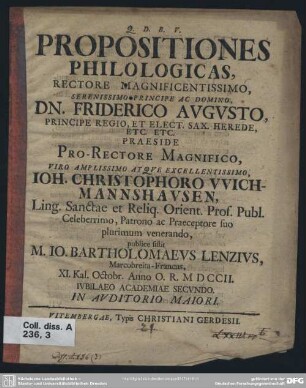 Q. D. B. V.
PROPOSITIONES
PHILOLOGICAS,
RECTORE MAGNIFICENTISSIMO,
SERENISSIMO PRINCIPE AC DOMINO,
DN. FRIDERICO AVGVSTO,
PRINCIPE REGIO, ET ELECT. SAX. HEREDE,
ETC. ETC.
PRAESIDE
PRO-RECTORE MAGNIFICO,
VIRO AMPLISSIMO ATQVE EXCELLENTISSIMO,
IOH. CHRISTOPHORO VVICH-
MANNSHAVSEN,
Ling. Sanctae et Reliq. Orient. Prof. Publ.
Celeberrimo, Patrono ac Praeceptore suo
plurimum venerando,
publice sistit
M. IO. BARTHOLOMAEVS LENZIVS,
Marcobreita-Francus,
XI. Kal. Octobr. Anno O. R. MDCCII.
IVBILAEO ACADEMIAE SECVNDO.
IN AVDITORIO MAIORI.
VITEMBERGAE, Typis CHRISTIANI GERDESII.
Coll. diss. A
236, 3